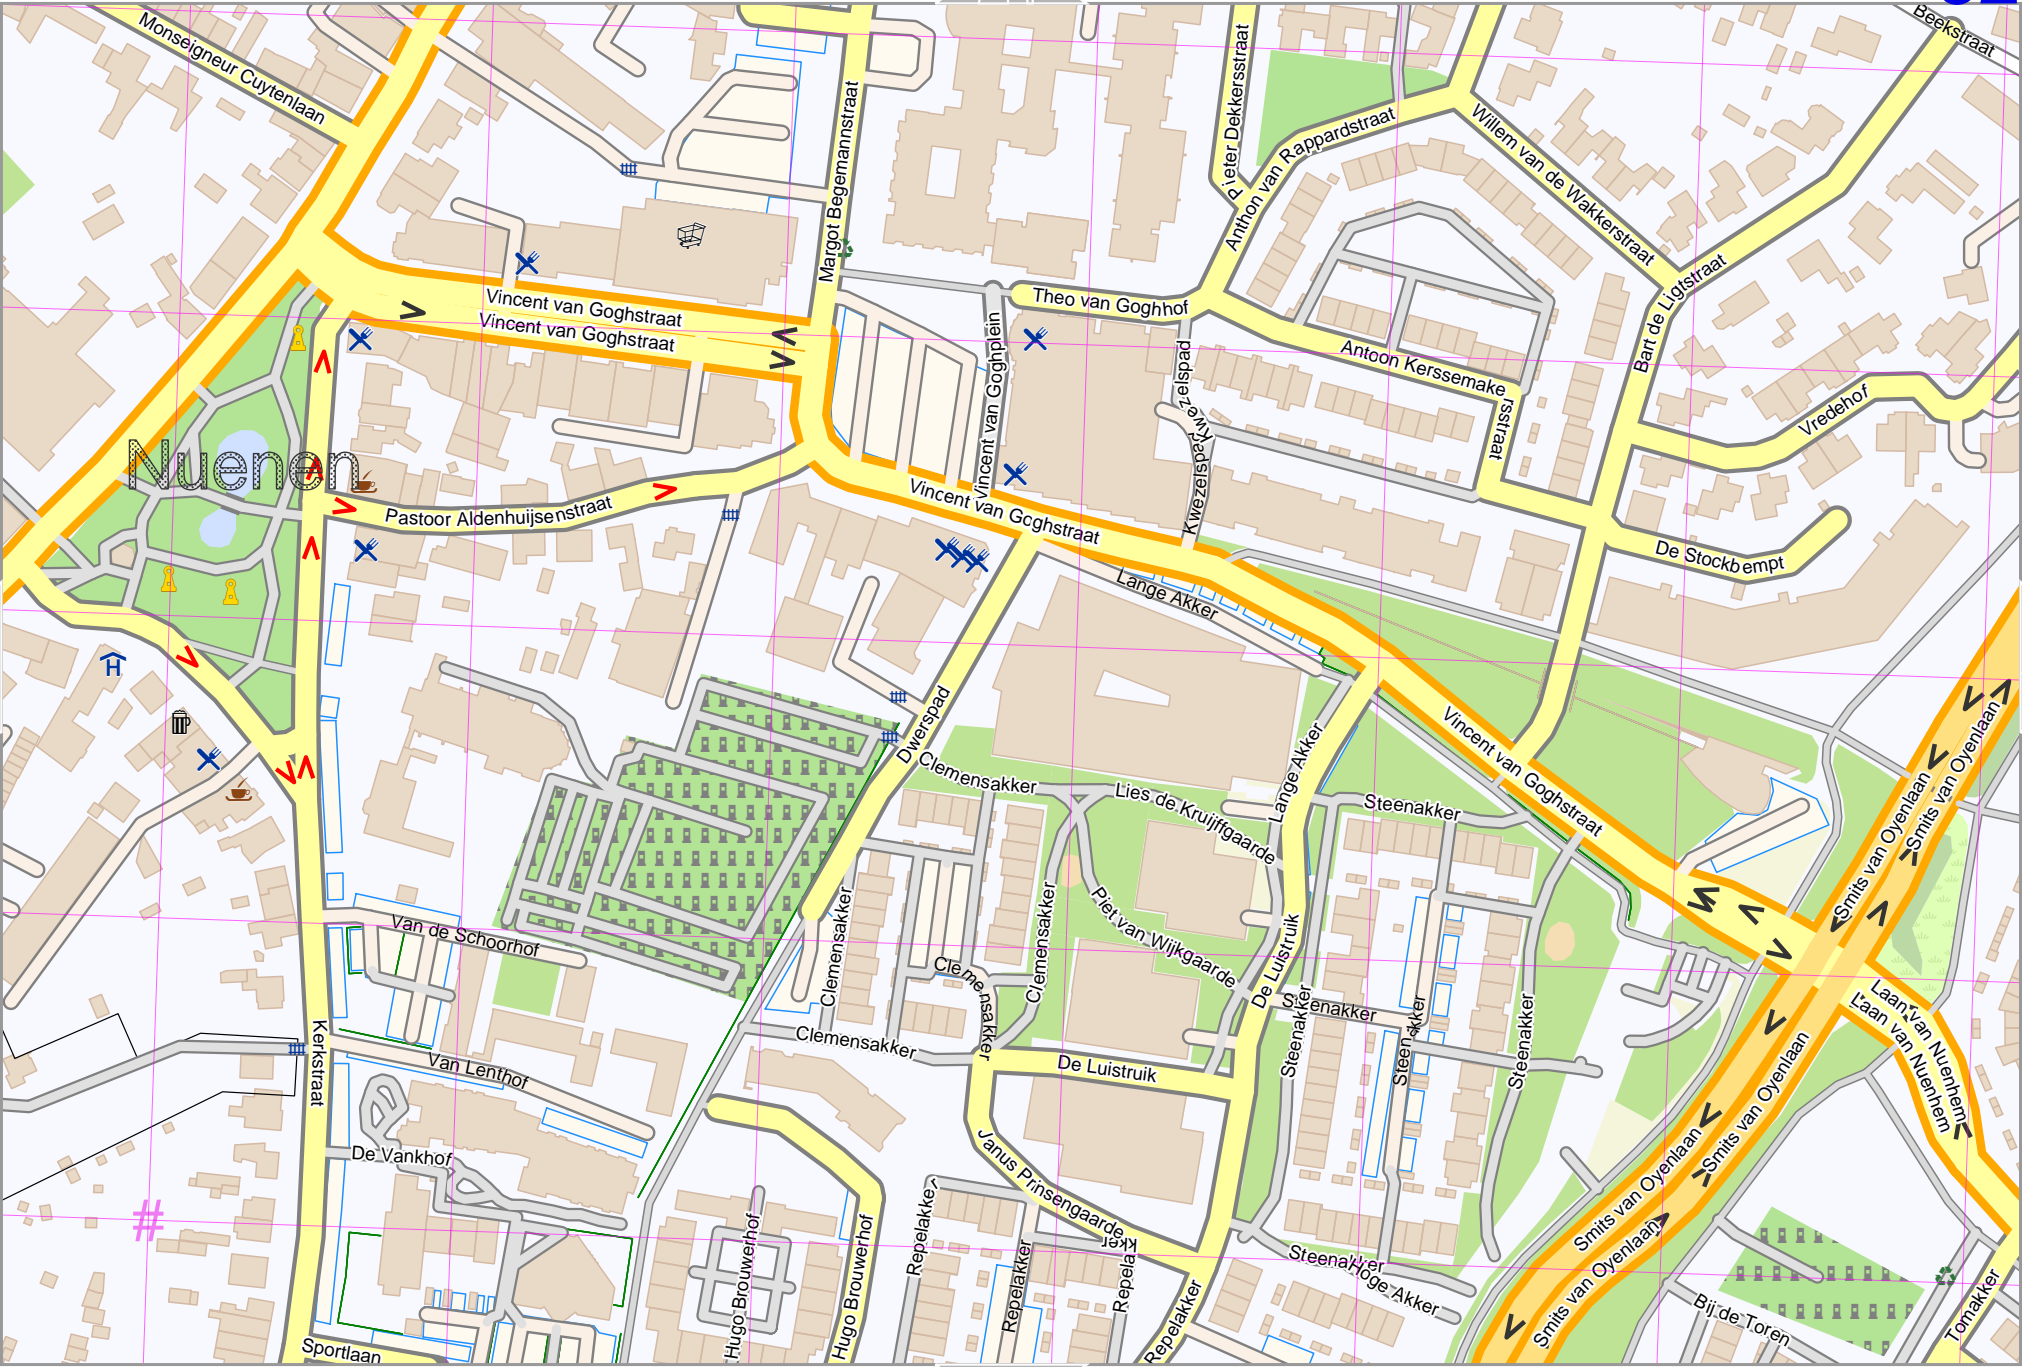 Beekstraat
Monseigneur Cuytenlaan
Pieter Dekkersstraat
Margot Begemannstraat
Anthon van Rappardstraat
Willem van de Wakkerstraat
Vincent van Goghstraat
Vincent van Goghstraat
Theo van Goghhof
Bart de Ligtstraat
Vincent van Goghplein
Kwezelspad
Kwezelspad
Antoon Kerssemakersstraat
Vredehof
Nuenen
Pastoor Aldenhuijsenstraat
Vincent van Goghstraat
Kwezelspad
De Stockbempt
Lange Akker
Dwerspad
Vincent van Goghstraat
Smits van Oyenlaan
Smits van Oyenlaan
Clemensakker
Lies de Kruijffgaarde
Lange Akker
Steenakker
Piet van Wijkgaarde
Van de Schoorhof
Clemensakker
Clemensakker
Clemensakker
De Luistruik
Steenakker
Steenakker
Steenakker
Steenakker
Laan van Nuenhem
Laan van Nuenhem
Kerkstraat
Clemensakker
Van Lenthof
De Luistruik
Smits van Oyenlaan
Smits van Oyenlaan
De Vankhof
Janus Prinsengaarde
Repelakker
Repelakker
Repelakker
Repelakker
Hugo Brouwerhof
Hugo Brouwerhof
Steenakker
Hoge Akker
Smits van Oyenlaan
Bij de Toren
Tomakker
Sportlaan
#
H